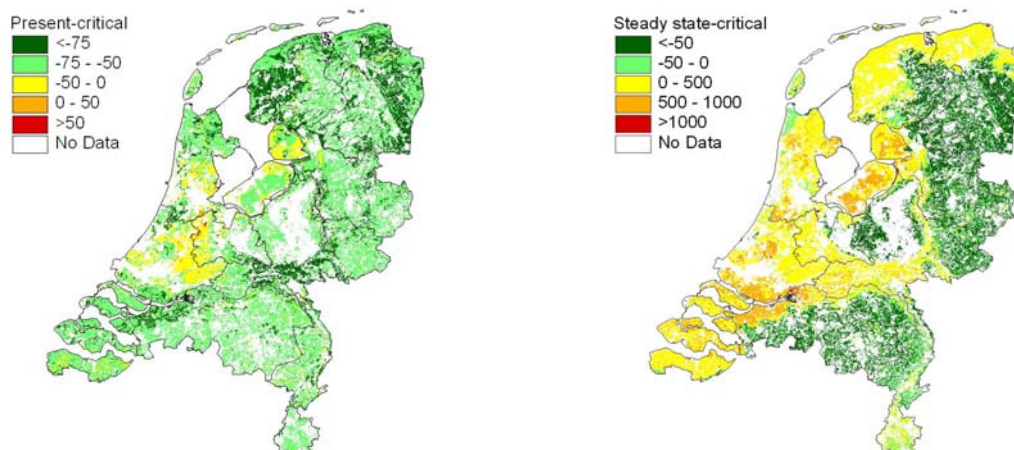 Present-critical
<-75
-75 - -50
-50 - 0
0 - 50
>50
No Data
Steady state-critical
<-50
-50 - 0
0 - 500
500 - 1000
>1000
No Data